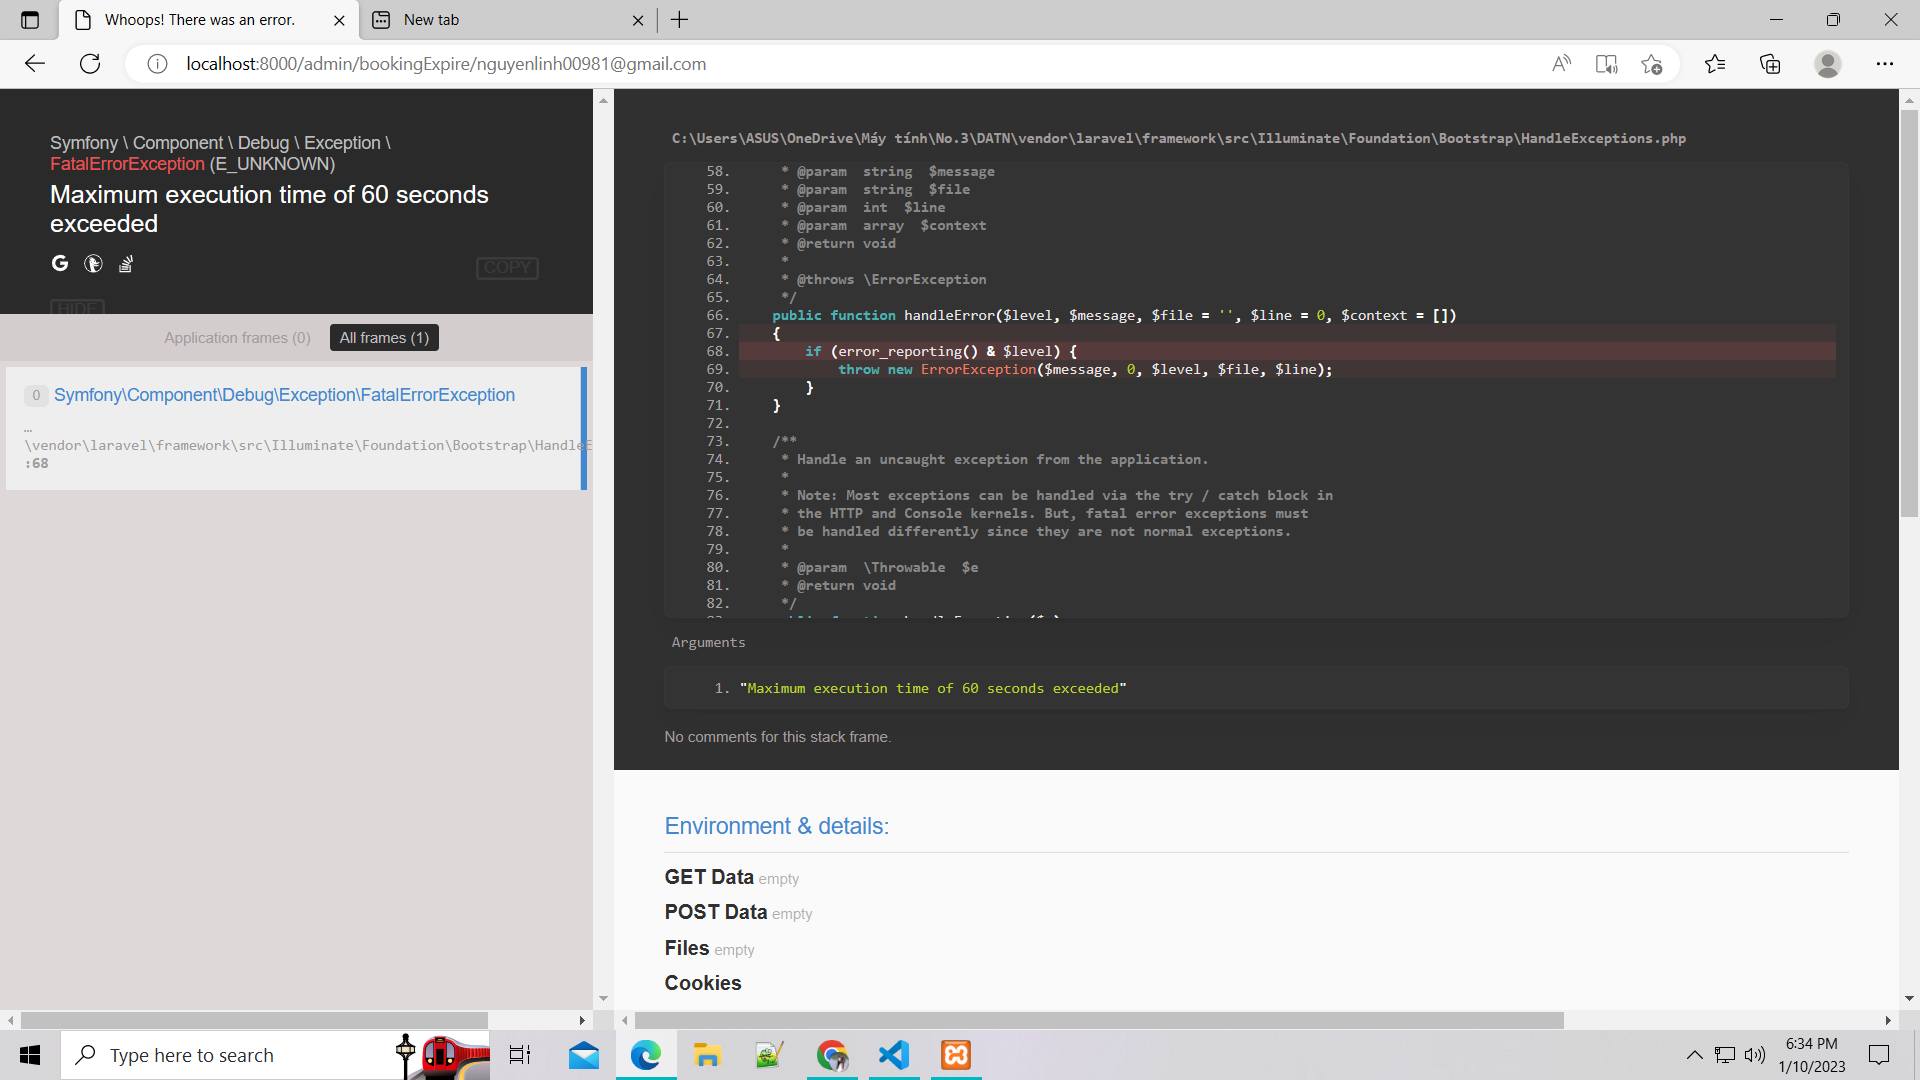 Whoops! There was an error.
New tab
localhost:8000/admin/bookingExpire/nguyenlinh00981@gmail.com
Symfony \ Component \ Debug \ Exception \
FatalErrorException (E_UNKNOWN)
Maximum execution time of 60 seconds
exceeded
COPY
HIDE
Application frames (0)
All frames (1)
0 Symfony\Component\Debug\Exception\FatalErrorException
…
\vendor\laravel\framework\src\Illuminate\Foundation\Bootstrap\HandleE
:68
C:\Users\ASUS\OneDrive\Máy tính\No.3\DATN\vendor\laravel\framework\src\Illuminate\Foundation\Bootstrap\HandleExceptions.php
58. * @param string $message
59. * @param string $file
60. * @param int $line
61. * @param array $context
62. * @return void
63. *
64. * @throws \ErrorException
65. */
66. public function handleError($level, $message, $file = '', $line = 0, $context = [])
67. {
68. if (error_reporting() & $level) {
69. throw new ErrorException($message, 0, $level, $file, $line);
70. }
71. }
72.
73. /**
74. * Handle an uncaught exception from the application.
75. *
76. * Note: Most exceptions can be handled via the try / catch block in
77. * the HTTP and Console kernels. But, fatal error exceptions must
78. * be handled differently since they are not normal exceptions.
79. *
80. * @param \Throwable $e
81. * @return void
82. */
Arguments
1. "Maximum execution time of 60 seconds exceeded"
No comments for this stack frame.
Environment & details:
GET Data empty
POST Data empty
Files empty
Cookies
Type here to search
6:34 PM
1/10/2023